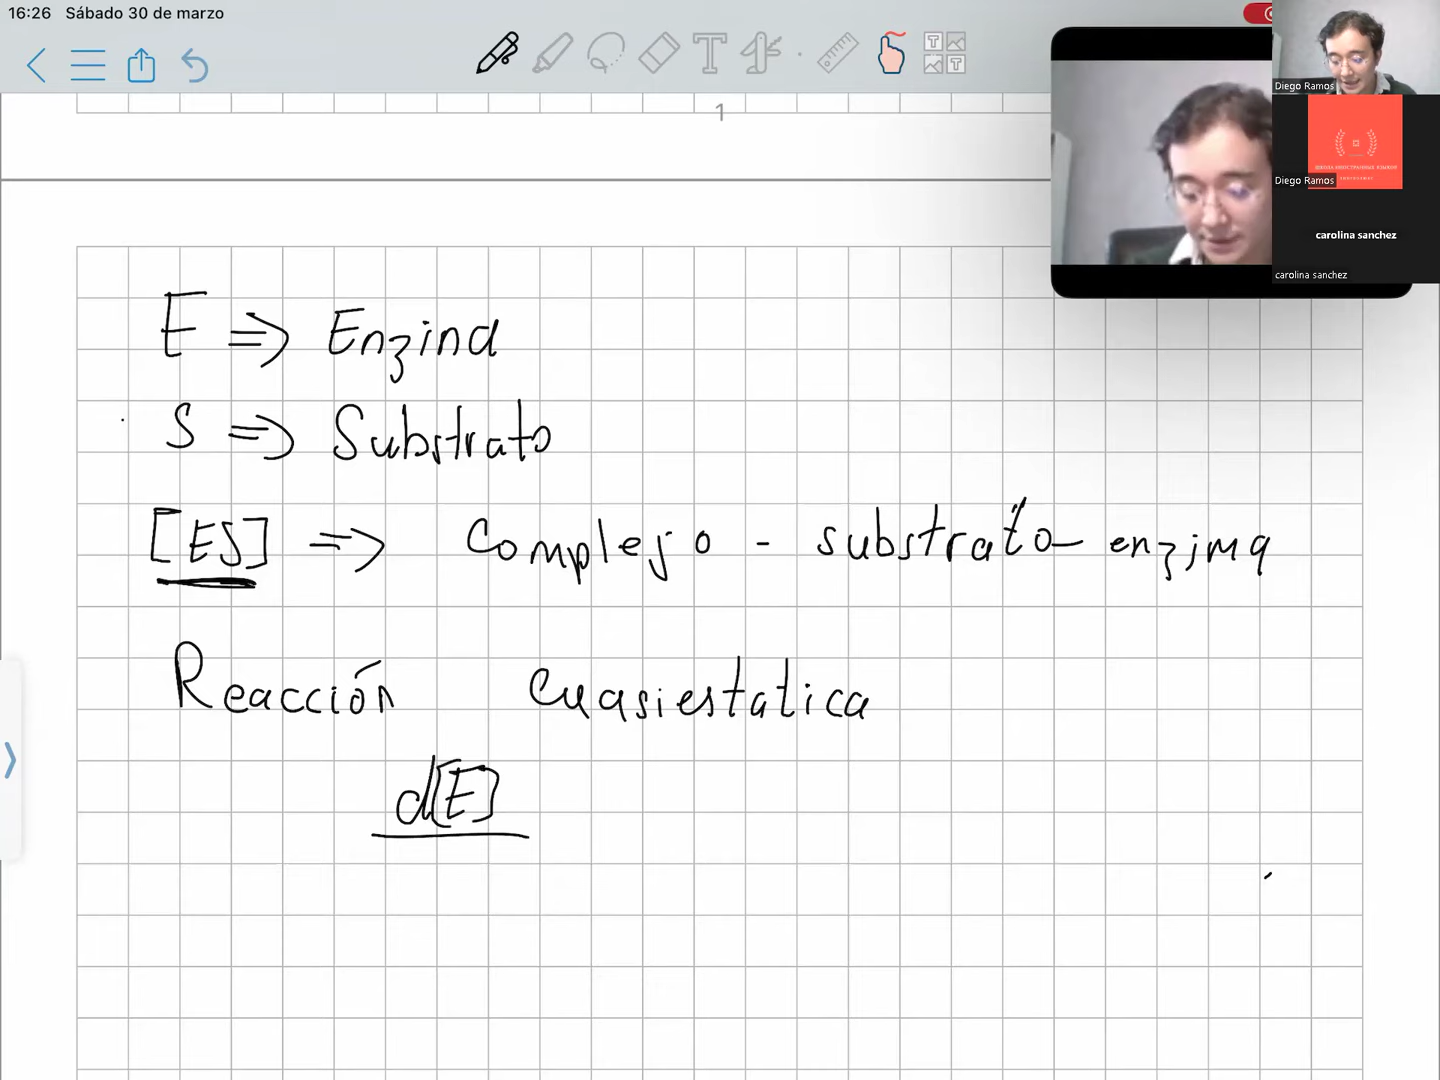 16:26 Sábado 30 de marzo
Diego Ramos
Diego Ramos
carolina sanchez
carolina sanchez
1
E => Enzima
S => Substrato
[ES] => Complejo - substrato - enzima
Reacción cuasiestatica
d[E]